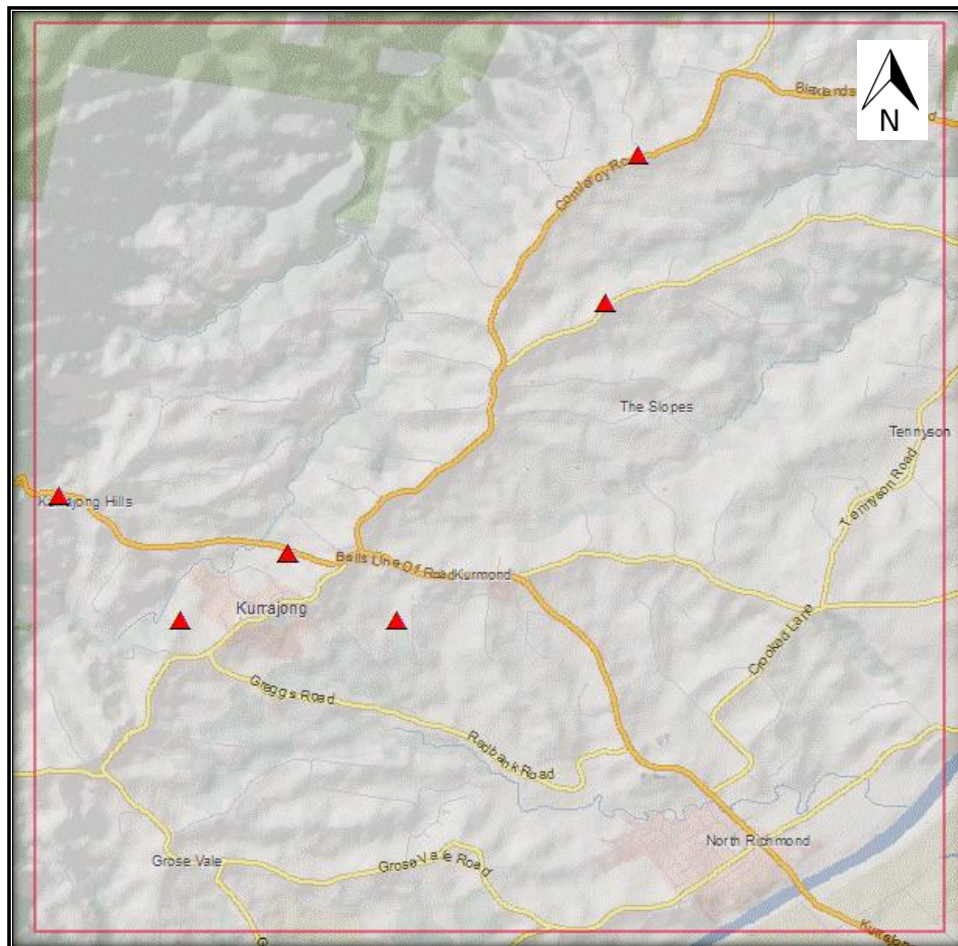 N
Comleroy
The Slopes
Tennyson
Tennyson Road
Kurrajong Hills
Bells Line Of Road
Kurmond
Kurrajong
Crooked Lane
Greggs Road
Redbank Road
North Richmond
Grose Vale
Grose Vale Road